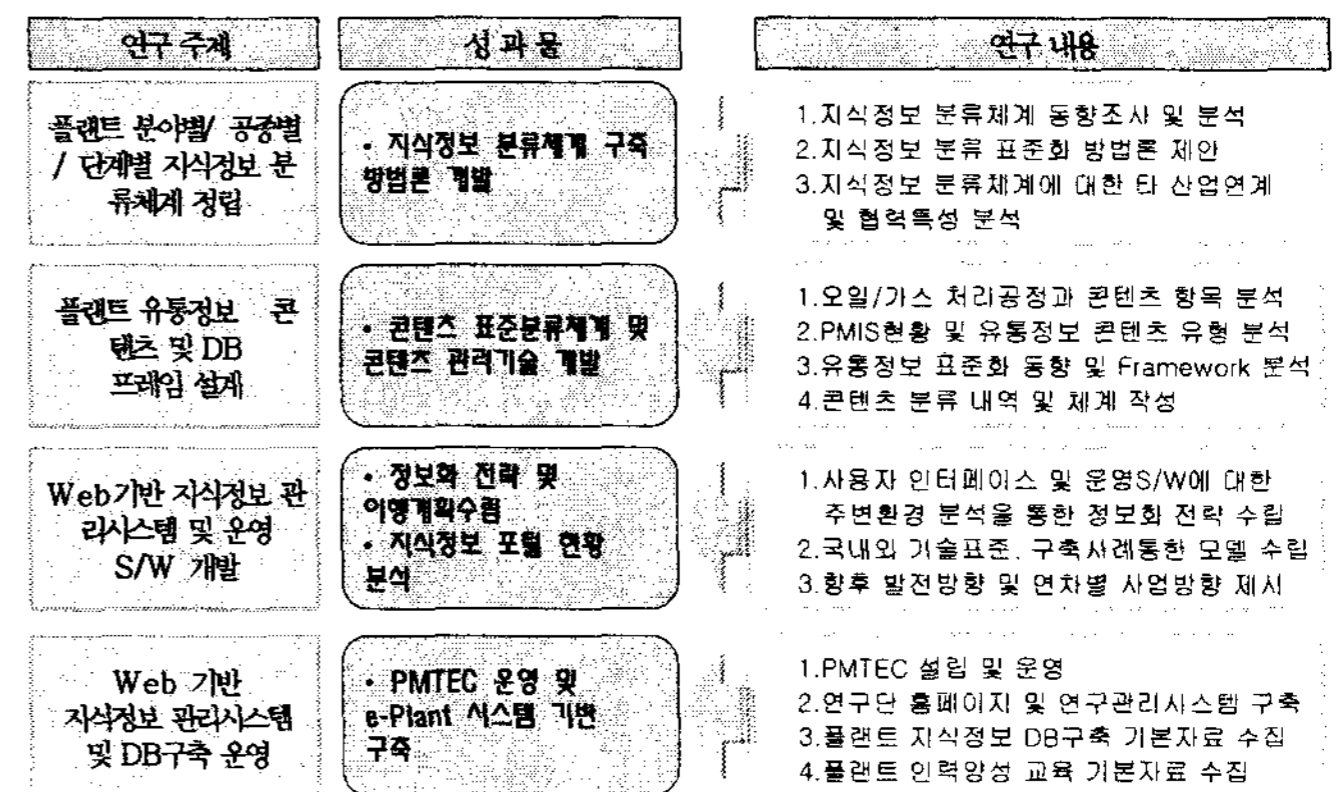 연구 주제
성 과 물
연구 내용
플랜트 분야별/ 공종별
/ 단계별 지식정보 분
류체계 정립
• 지식정보 분류체계 구축
방법론 개발
1.지식정보 분류체계 동향조사 및 분석
2.지식정보 분류 표준화 방법론 제안
3.지식정보 분류체계에 대한 타 산업연계
및 협력특성 분석
플랜트 유통정보 콘
텐츠 및 DB
프레임 설계
• 콘텐츠 표준분류체계 및
콘텐츠 관리기술 개발
1.오일/가스 처리공정과 콘텐츠 항목 분석
2.PMIS현황 및 유통정보 콘텐츠 유형 분석
3.유통정보 표준화 동향 및 Framework 분석
4.콘텐츠 분류 내역 및 체계 작성
Web기반 지식정보 관
리시스템 및 운영
S/W 개발
• 정보화 전략 및
이행계획수립
• 지식정보 포털 현황
분석
1.사용자 인터페이스 및 운영S/W에 대한
주변환경 분석을 통한 정보화 전략 수립
2.국내외 기술표준, 구축사례통한 모델 수립
3.향후 발전방향 및 연차별 사업방향 제시
Web 기반
지식정보 관리시스템
및 DB구축 운영
• PMTEC 운영 및
e-Plant 시스템 기반
구축
1.PMTEC 설립 및 운영
2.연구단 홈페이지 및 연구관리시스템 구축
3.플랜트 지식정보 DB구축 기본자료 수집
4.플랜트 인력양성 교육 기본자료 수집